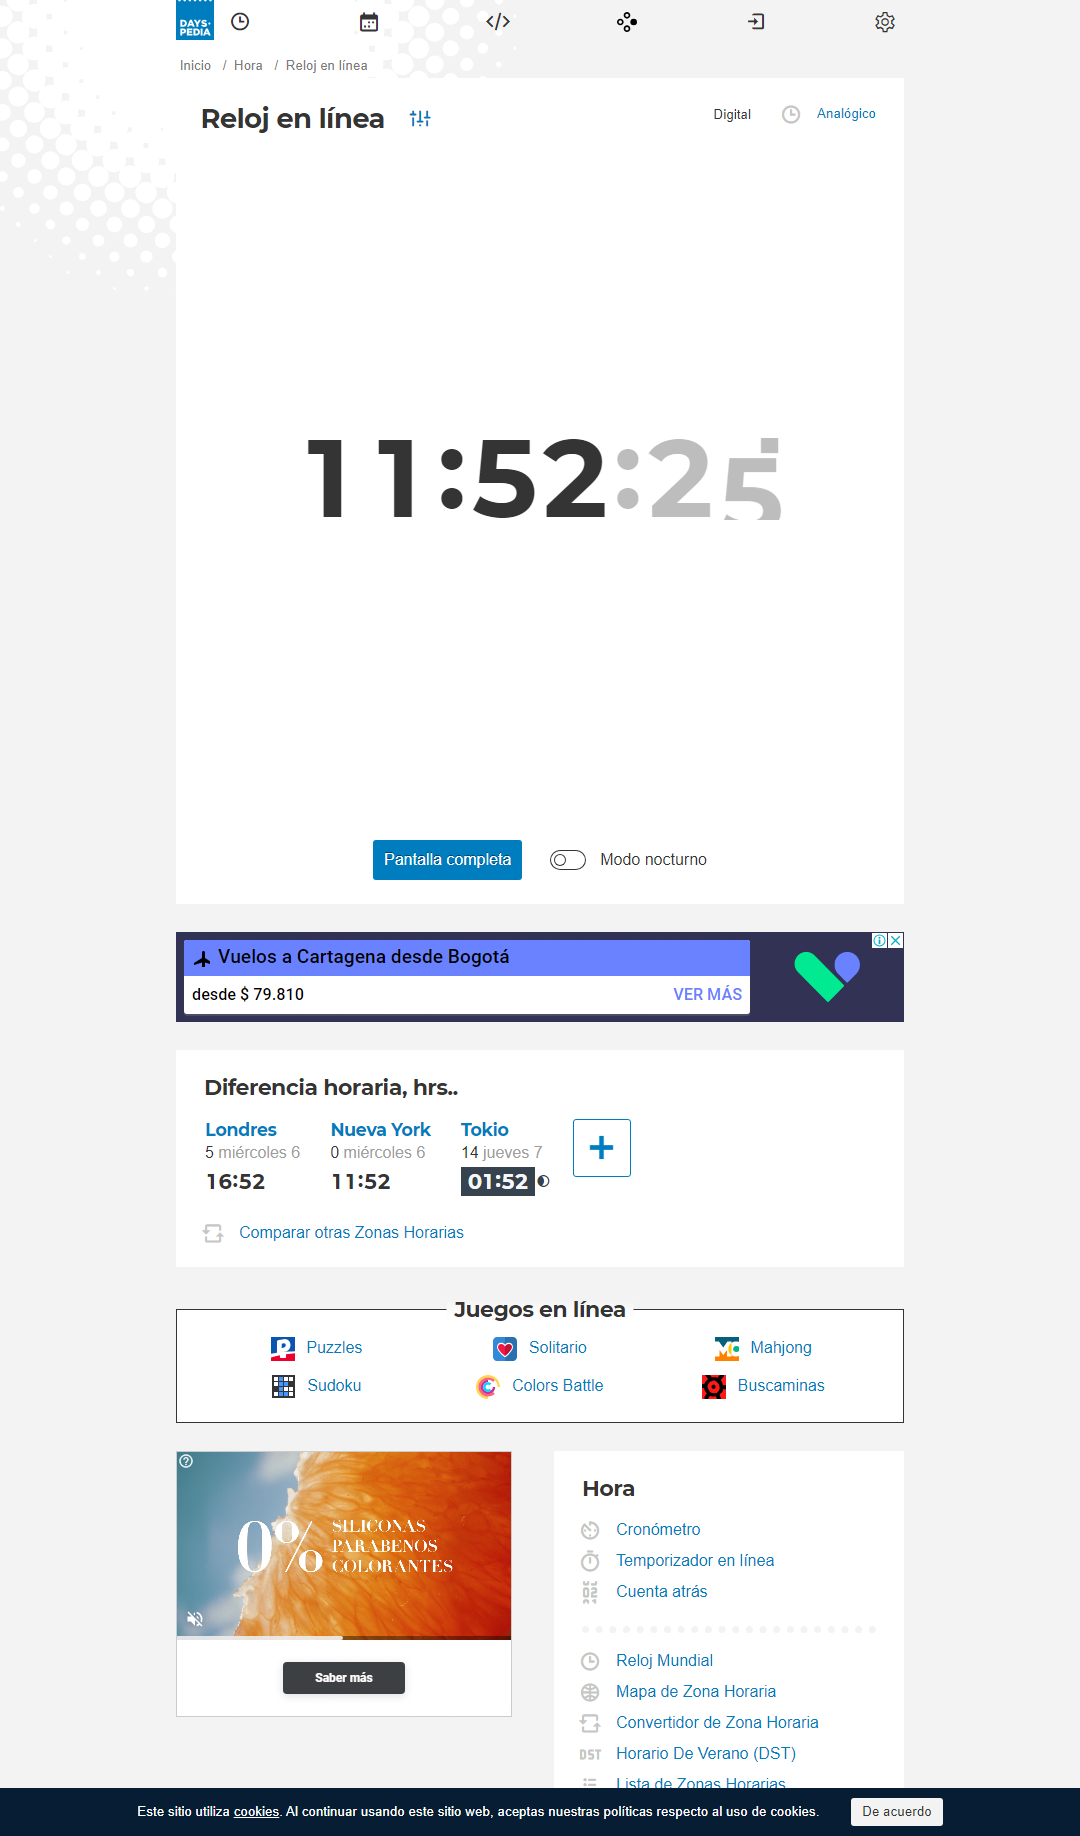 DAYS·
PEDIA
Inicio / Hora / Reloj en línea
Reloj en línea
Digital
Analógico
11:52:25
Pantalla completa
Modo nocturno
Vuelos a Cartagena desde Bogotá
desde $ 79.810
VER MÁS
Diferencia horaria, hrs..
Londres
5 miércoles 6
16:52
Nueva York
0 miércoles 6
11:52
Tokio
14 jueves 7
01:52
Comparar otras Zonas Horarias
Juegos en línea
Puzzles
Solitario
Mahjong
Sudoku
Colors Battle
Buscaminas
0% SILICONAS
PARABENOS
COLORANTES
Saber más
Hora
Cronómetro
Temporizador en línea
Cuenta atrás
Reloj Mundial
Mapa de Zona Horaria
Convertidor de Zona Horaria
DST Horario De Verano (DST)
Lista de Zonas Horarias
Este sitio utiliza cookies. Al continuar usando este sitio web, aceptas nuestras políticas respecto al uso de cookies.
De acuerdo